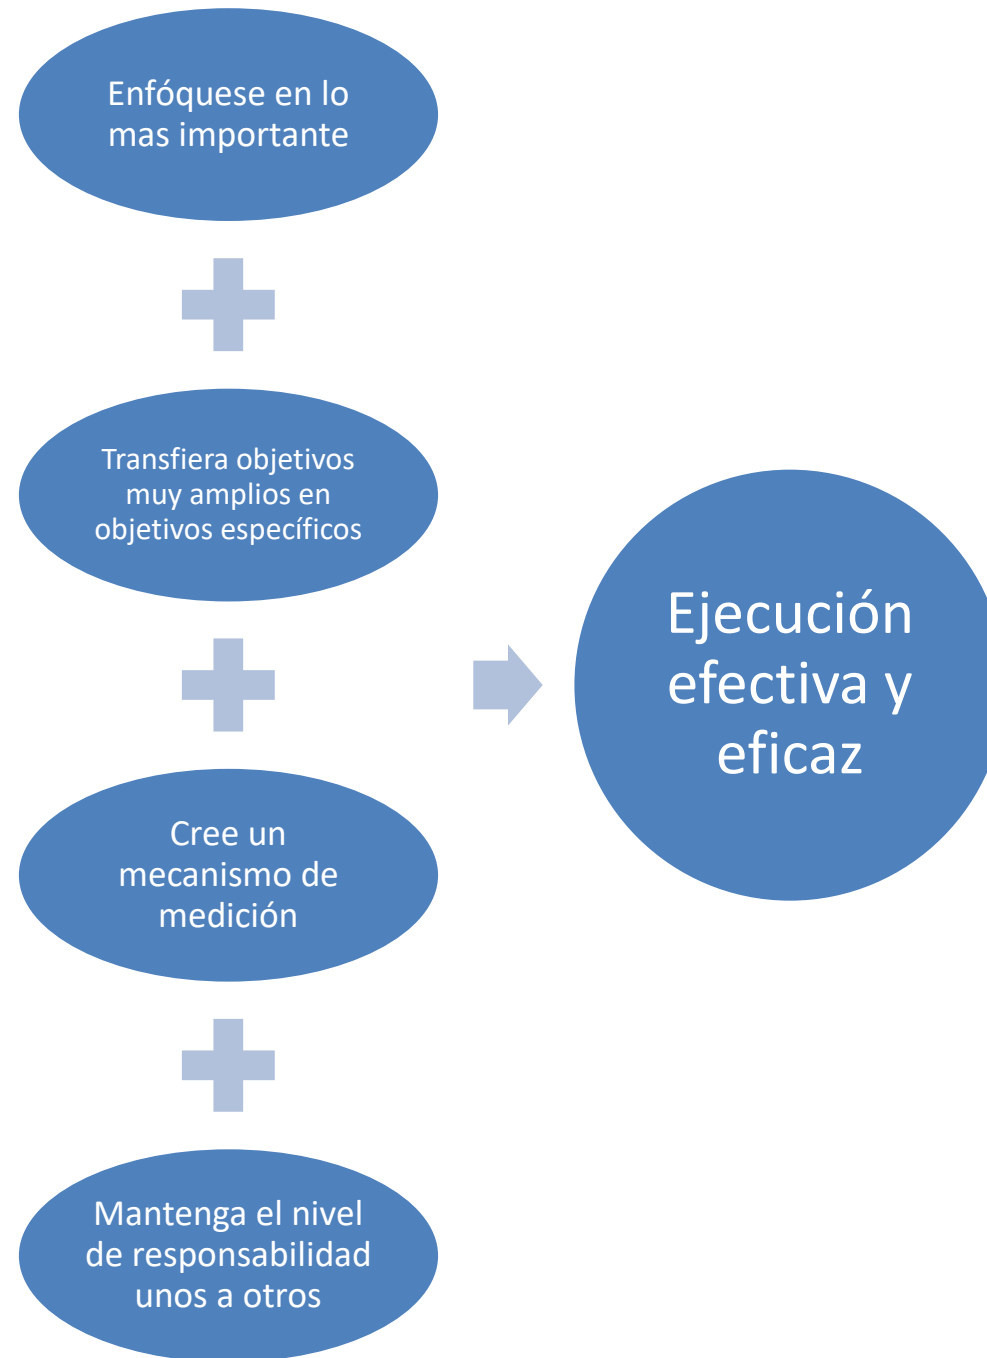 Enfóquese en lo
mas importante
Transfiera objetivos
muy amplios en
objetivos específicos
Cree un
mecanismo de
medición
Mantenga el nivel
de responsabilidad
unos a otros
Ejecución
efectiva y
eficaz